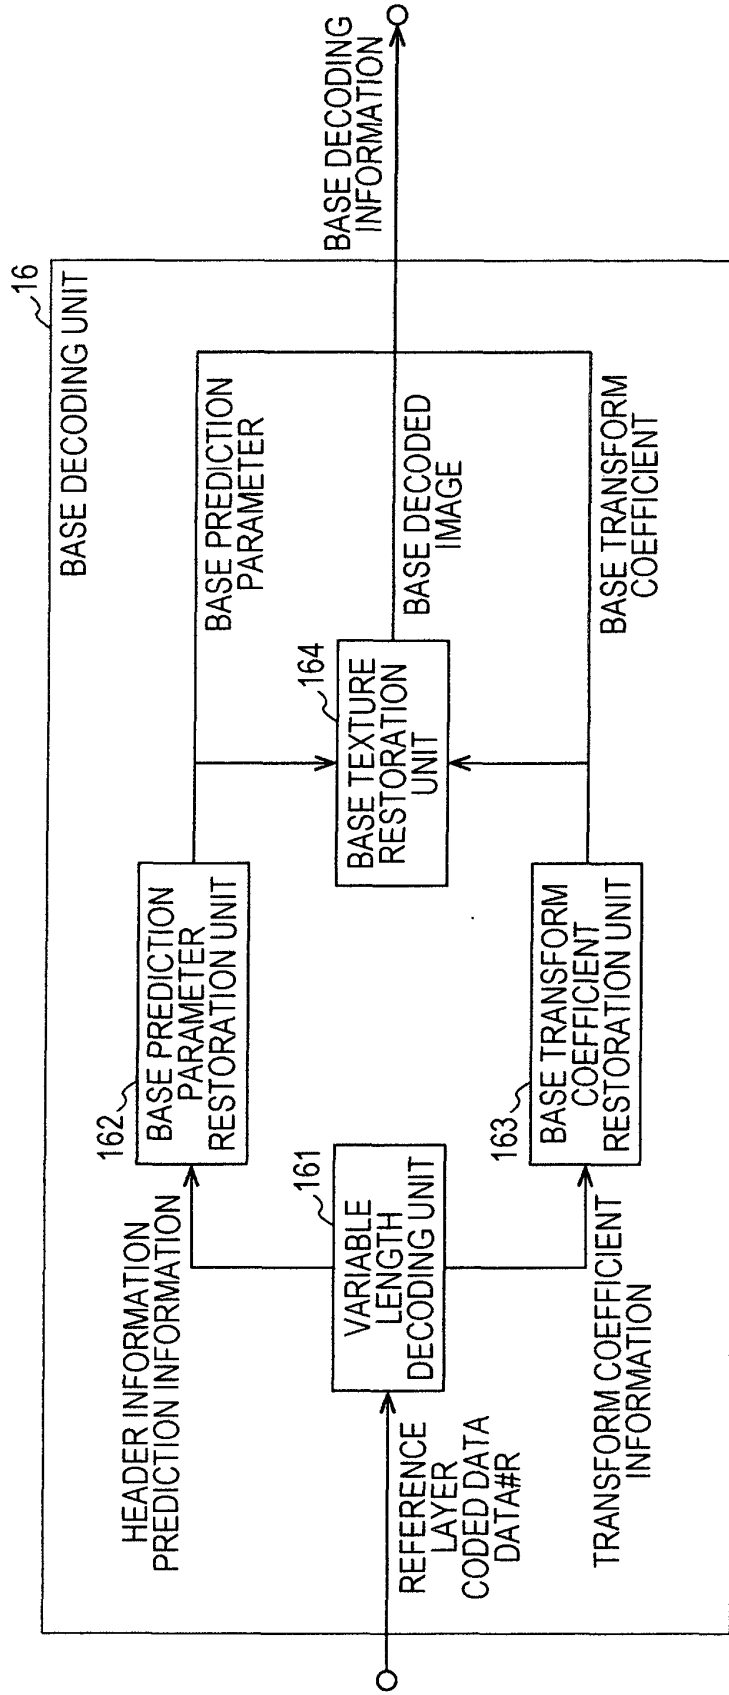 16
BASE DECODING UNIT
HEADER INFORMATION
PREDICTION INFORMATION
162
BASE PREDICTION
PARAMETER
RESTORATION UNIT
BASE PREDICTION
PARAMETER
REFERENCE
LAYER
CODED DATA
DATA#R
161
VARIABLE
LENGTH
DECODING UNIT
164
BASE TEXTURE
RESTORATION
UNIT
BASE DECODED
IMAGE
BASE DECODING
INFORMATION
TRANSFORM COEFFICIENT
INFORMATION
163
BASE TRANSFORM
COEFFICIENT
RESTORATION UNIT
BASE TRANSFORM
COEFFICIENT